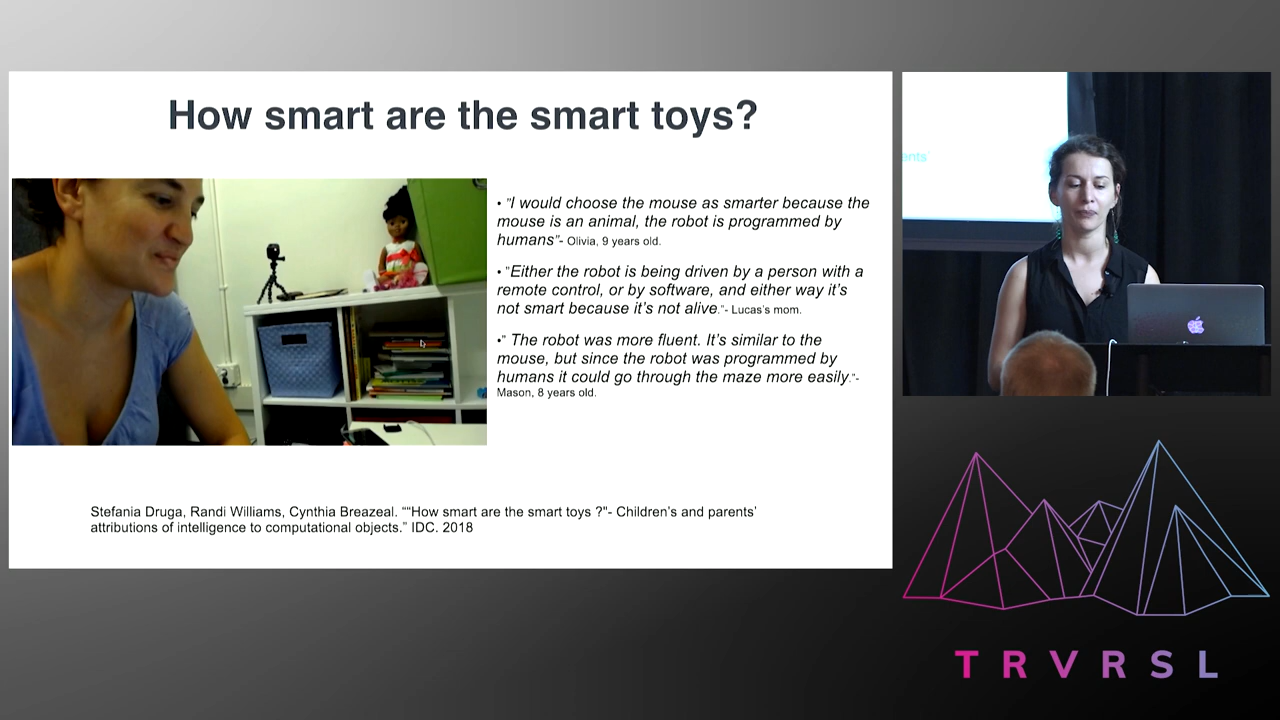 How smart are the smart toys?
• "I would choose the mouse as smarter because the
mouse is an animal, the robot is programmed by
humans"- Olivia, 9 years old.
• "Either the robot is being driven by a person with a
remote control, or by software, and either way it's
not smart because it's not alive."- Lucas's mom.
•" The robot was more fluent. It's similar to the
mouse, but since the robot was programmed by
humans it could go through the maze more easily."-
Mason, 8 years old.
Stefania Druga, Randi Williams, Cynthia Breazeal. ""How smart are the smart toys ?"- Children's and parents'
attributions of intelligence to computational objects." IDC. 2018
ents'
TRVRSL